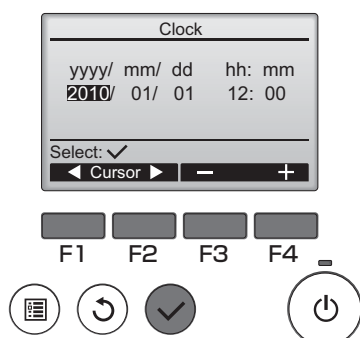 Clock
yyyy/ mm/ dd hh: mm
2010/ 01/ 01 12: 00
Select: ✓
◀ Cursor ▶ − +
F1 F2 F3 F4